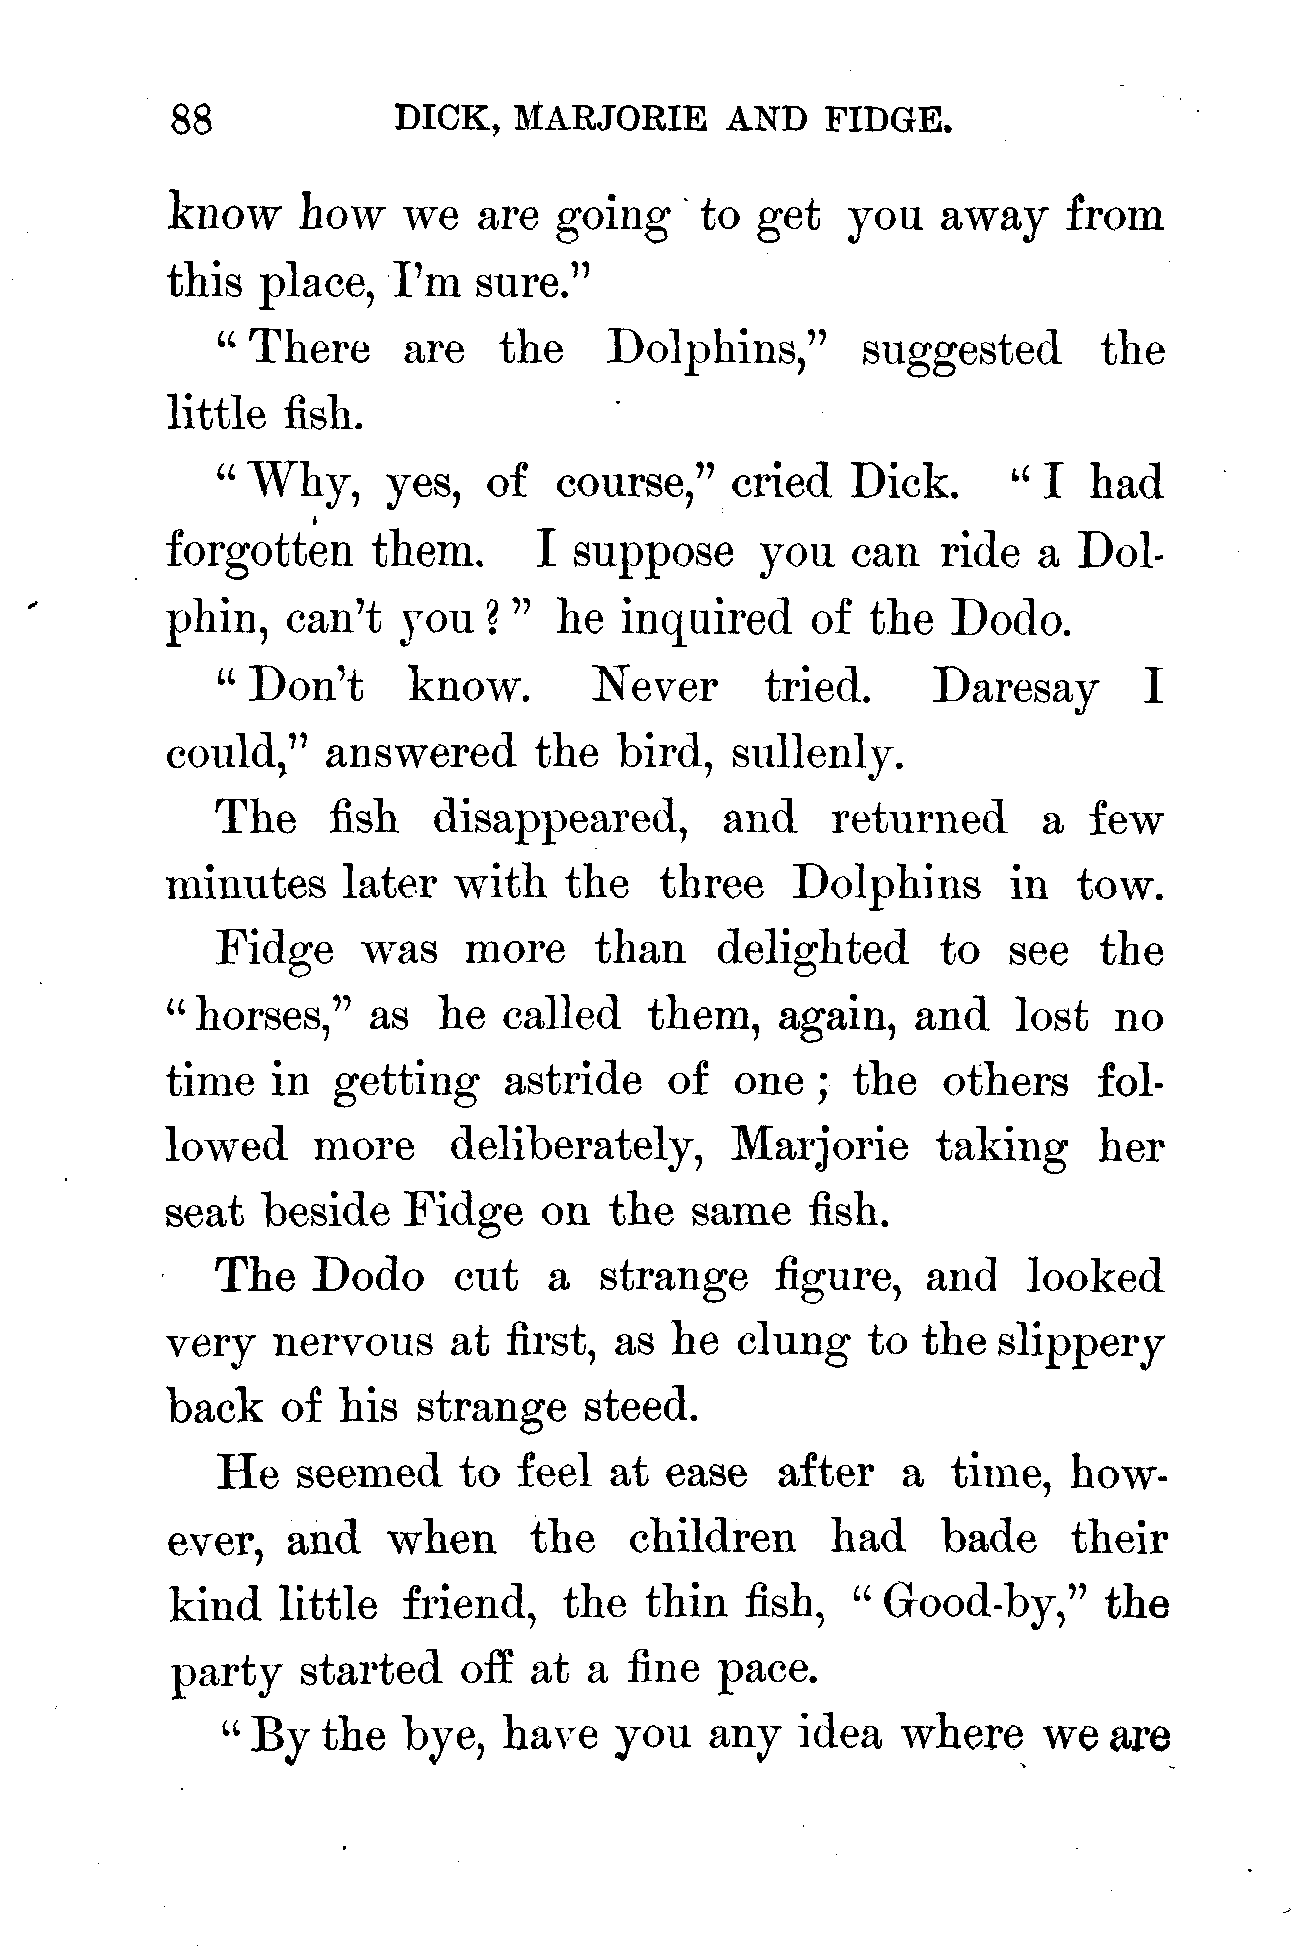 88 DICK, MARJORIE AND FIDGE.
know how we are going to get you away from
this place, I'm sure."
" There are the Dolphins," suggested the
little fish.
" Why, yes, of course," cried Dick. " I had
forgotten them. I suppose you can ride a Dol-
phin, can't you ? " he inquired of the Dodo.
" Don't know. Never tried. Daresay I
could," answered the bird, sullenly.
The fish disappeared, and returned a few
minutes later with the three Dolphins in tow.
Fidge was more than delighted to see the
" horses," as he called them, again, and lost no
time in getting astride of one ; the others fol-
lowed more deliberately, Marjorie taking her
seat beside Fidge on the same fish.
The Dodo cut a strange figure, and looked
very nervous at first, as he clung to the slippery
back of his strange steed.
He seemed to feel at ease after a time, how-
ever, and when the children had bade their
kind little friend, the thin fish, " Good-by," the
party started off at a fine pace.
" By the bye, have you any idea where we are